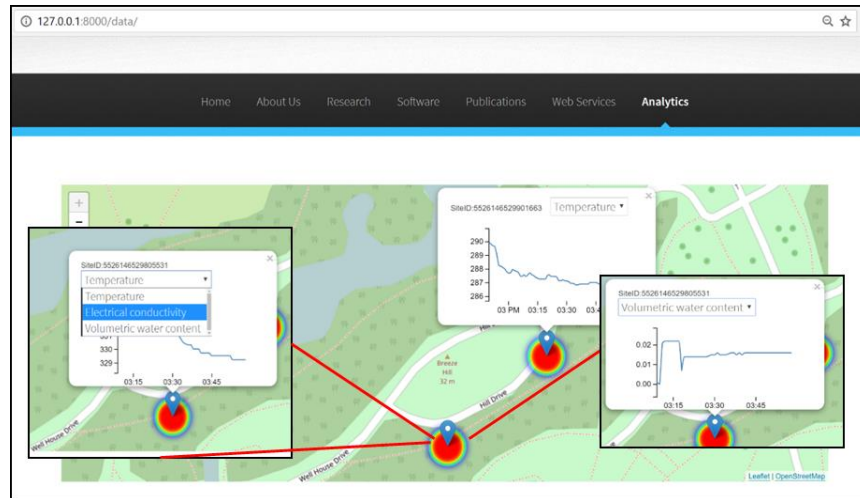 127.0.0.1:8000/data/
Home About Us Research Software Publications Web Services Analytics
+
−
SiteID:5526146529901663 Temperature
290
289
288
287
286
03 PM 03:15 03:30
SiteID:5526146529805531
Temperature
Temperature
Electrical conductivity
Volumetric water content
330
329
03:15 03:30 03:45
Well House Drive
SiteID:5526146529805531
Volumetric water content
0.02
0.01
0.00
03:15 03:30 03:45
Breeze
Hill
32 m
Hill Drive
Well House Drive
Leaflet | OpenStreetMap